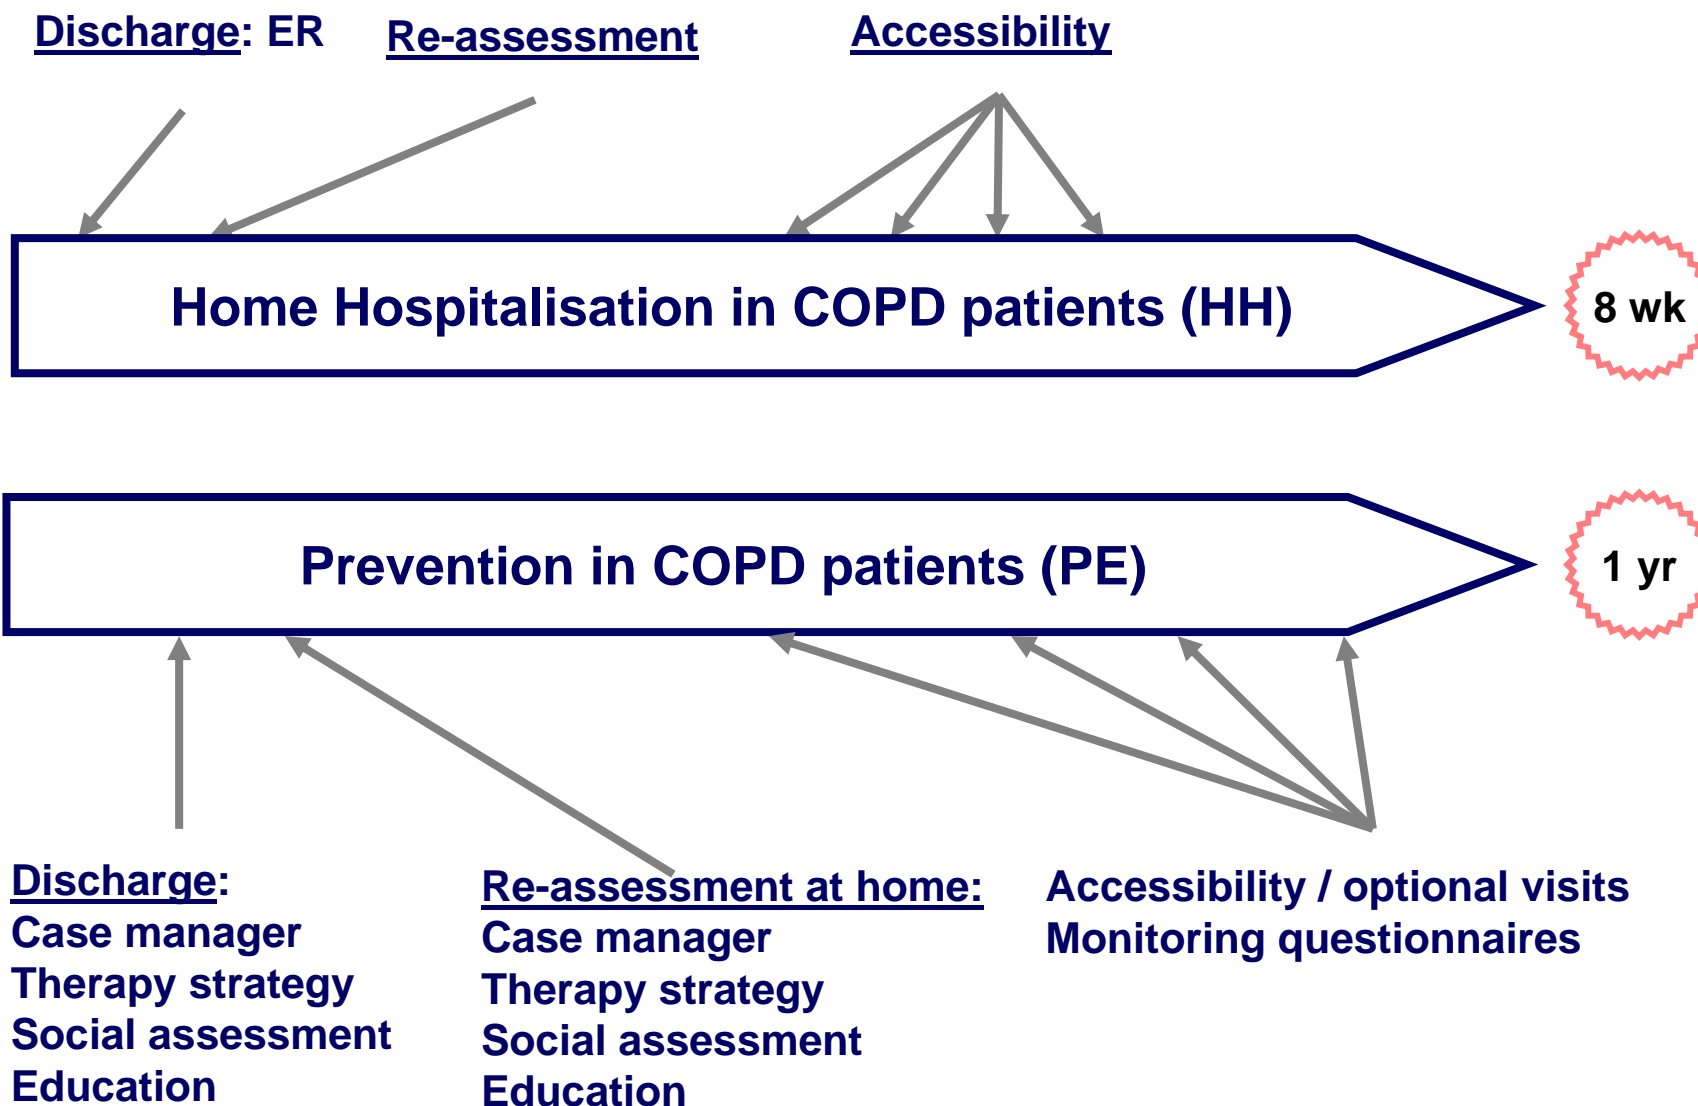 Discharge: ER
Re-assessment
Accessibility
Home Hospitalisation in COPD patients (HH)
8 wk
Prevention in COPD patients (PE)
1 yr
Discharge:
Case manager
Therapy strategy
Social assessment
Education
Re-assessment at home:
Case manager
Therapy strategy
Social assessment
Education
Accessibility / optional visits
Monitoring questionnaires